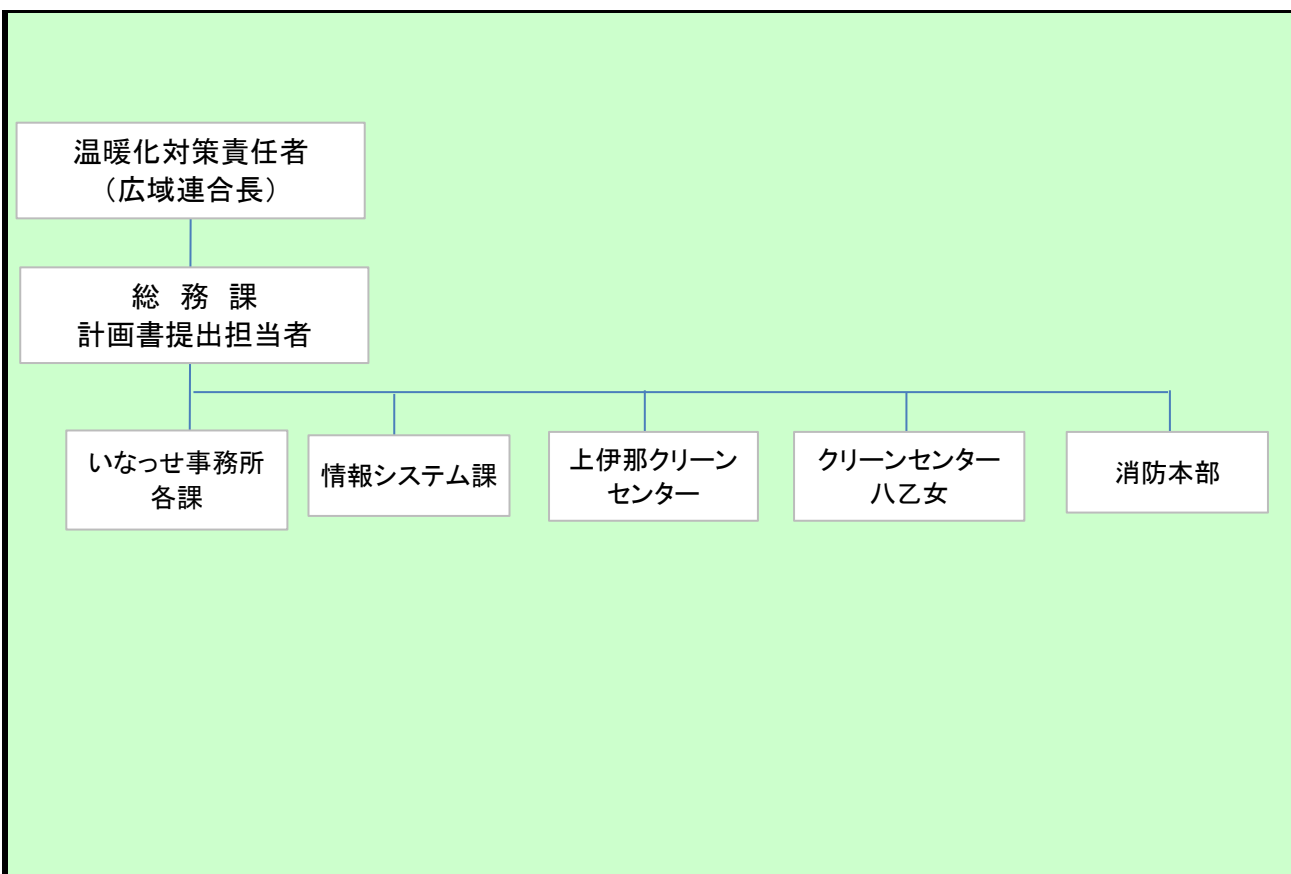 温暖化対策責任者
（広域連合長）
総　務　課
計画書提出担当者
いなっせ事務所
各課
情報システム課
上伊那クリーン
センター
クリーンセンター
八乙女
消防本部